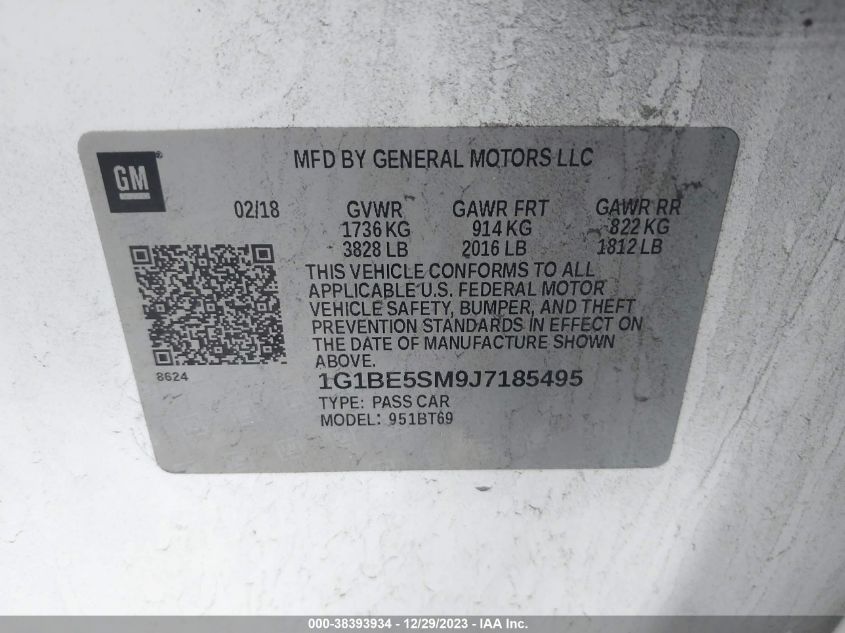 MFD BY GENERAL MOTORS LLC
GM
02/18
GVWR GAWR FRT GAWR RR
1736 KG 914 KG 822 KG
3828 LB 2016 LB 1812 LB
THIS VEHICLE CONFORMS TO ALL
APPLICABLE U.S. FEDERAL MOTOR
VEHICLE SAFETY, BUMPER, AND THEFT
PREVENTION STANDARDS IN EFFECT ON
THE DATE OF MANUFACTURE SHOWN
ABOVE.
8624
1G1BE5SM9J7185495
TYPE: PASS CAR
MODEL: 951BT69
000-38393934 - 12/29/2023 - IAA Inc.